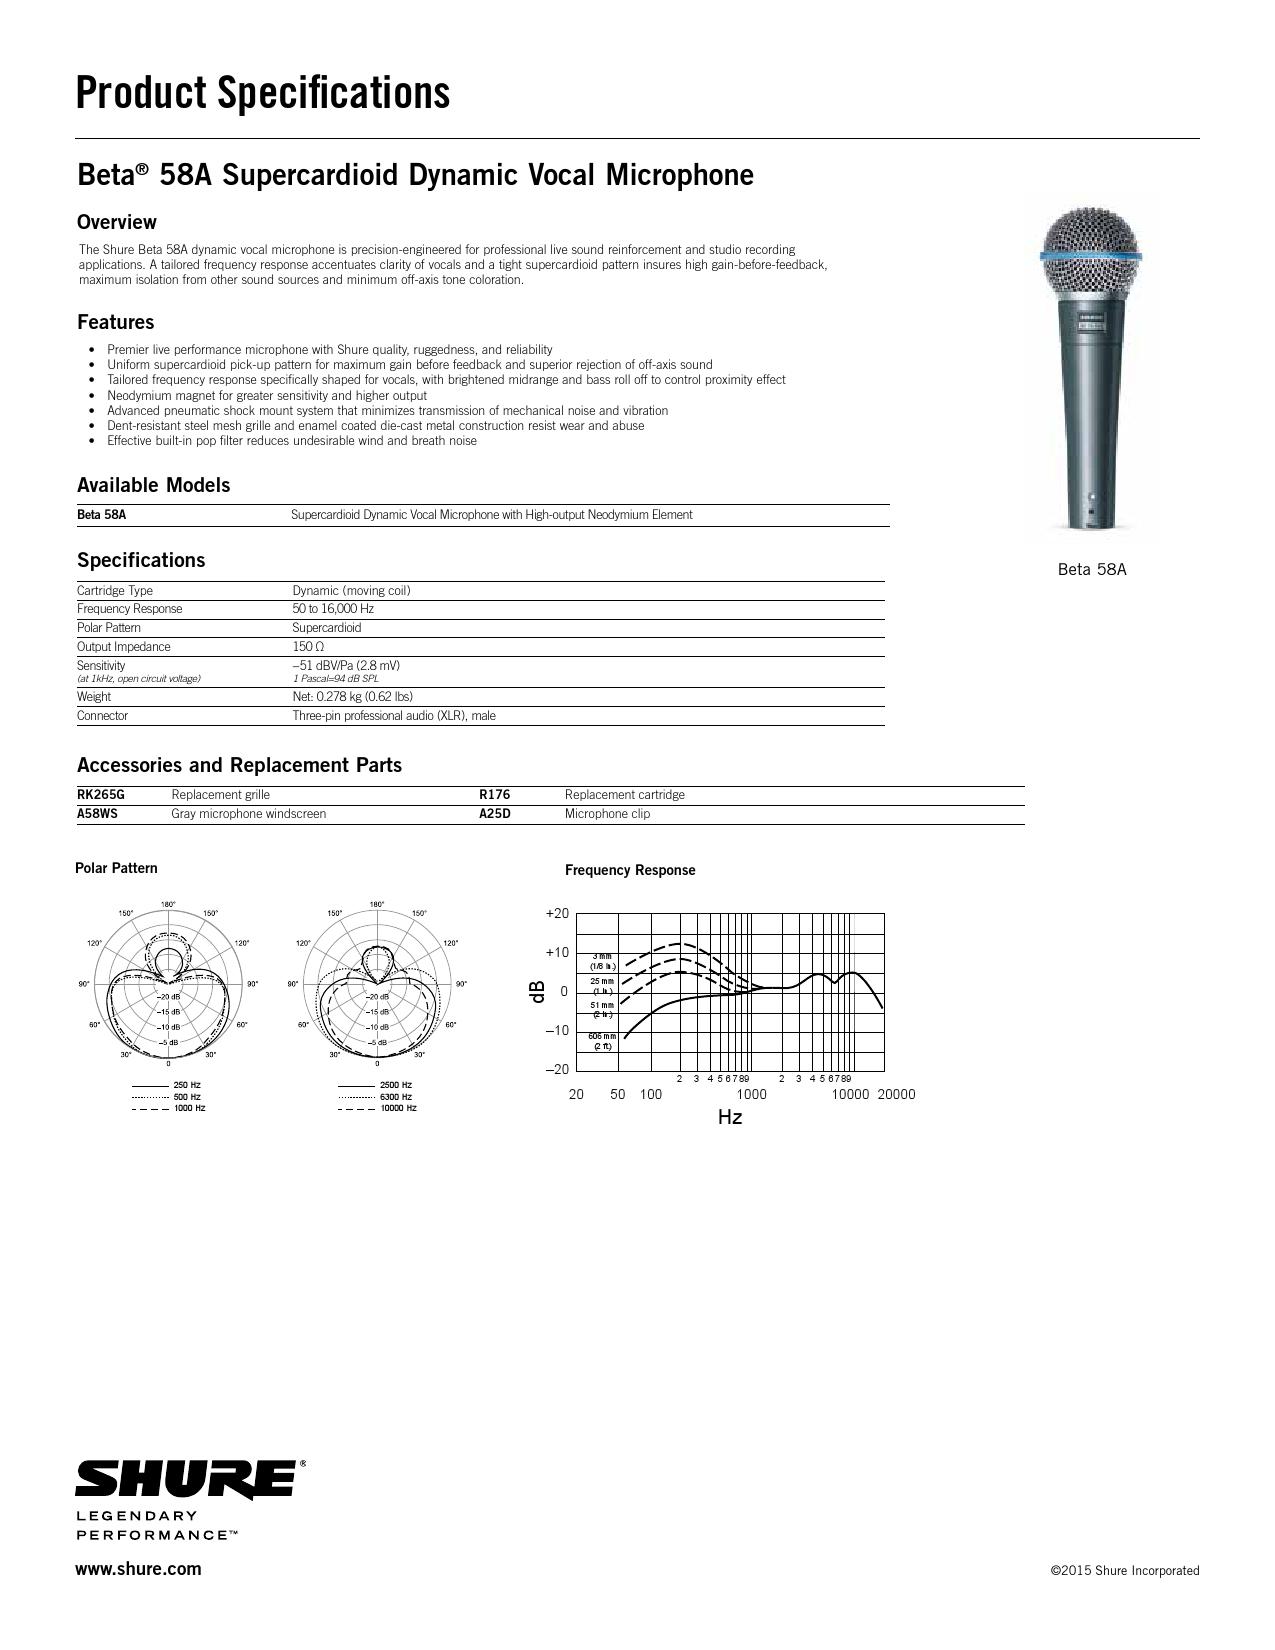 Product Specifications
Beta® 58A Supercardioid Dynamic Vocal Microphone
Overview
The Shure Beta 58A dynamic vocal microphone is precision-engineered for professional live sound reinforcement and studio recording
applications. A tailored frequency response accentuates clarity of vocals and a tight supercardioid pattern insures high gain-before-feedback,
maximum isolation from other sound sources and minimum off-axis tone coloration.
Features
• Premier live performance microphone with Shure quality, ruggedness, and reliability
• Uniform supercardioid pick-up pattern for maximum gain before feedback and superior rejection of off-axis sound
• Tailored frequency response specifically shaped for vocals, with brightened midrange and bass roll off to control proximity effect
• Neodymium magnet for greater sensitivity and higher output
• Advanced pneumatic shock mount system that minimizes transmission of mechanical noise and vibration
• Dent-resistant steel mesh grille and enamel coated die-cast metal construction resist wear and abuse
• Effective built-in pop filter reduces undesirable wind and breath noise
Beta 58A
Available Models
Beta 58A Supercardioid Dynamic Vocal Microphone with High-output Neodymium Element
Specifications
Cartridge Type Dynamic (moving coil)
Frequency Response 50 to 16,000 Hz
Polar Pattern Supercardioid
Output Impedance 150 Ω
Sensitivity –51 dBV/Pa (2.8 mV)
(at 1kHz, open circuit voltage) 1 Pascal=94 dB SPL
Weight Net: 0.278 kg (0.62 lbs)
Connector Three-pin professional audio (XLR), male
Accessories and Replacement Parts
RK265G Replacement grille R176 Replacement cartridge
A58WS Gray microphone windscreen A25D Microphone clip
Polar Pattern
180°
150° 150°
120° 120°
90° 90°
–20 dB
–15 dB
60° –10 dB 60°
–5 dB
30° 30°
0
250 Hz
500 Hz
1000 Hz
180°
150° 150°
120° 120°
90° 90°
–20 dB
–15 dB
60° –10 dB 60°
–5 dB
30° 30°
0
2500 Hz
6300 Hz
10000 Hz
Frequency Response
+20
+10
0
–10
–20
dB
3 mm
(1/8 in.)
25 mm
(1 in.)
51 mm
(2 in.)
606 mm
(2 ft.)
2 3 4 5 6 7 8 9 2 3 4 5 6 7 8 9
20 50 100 1000 10000 20000
Hz
SHURE®
LEGENDARY
PERFORMANCE™
www.shure.com ©2015 Shure Incorporated